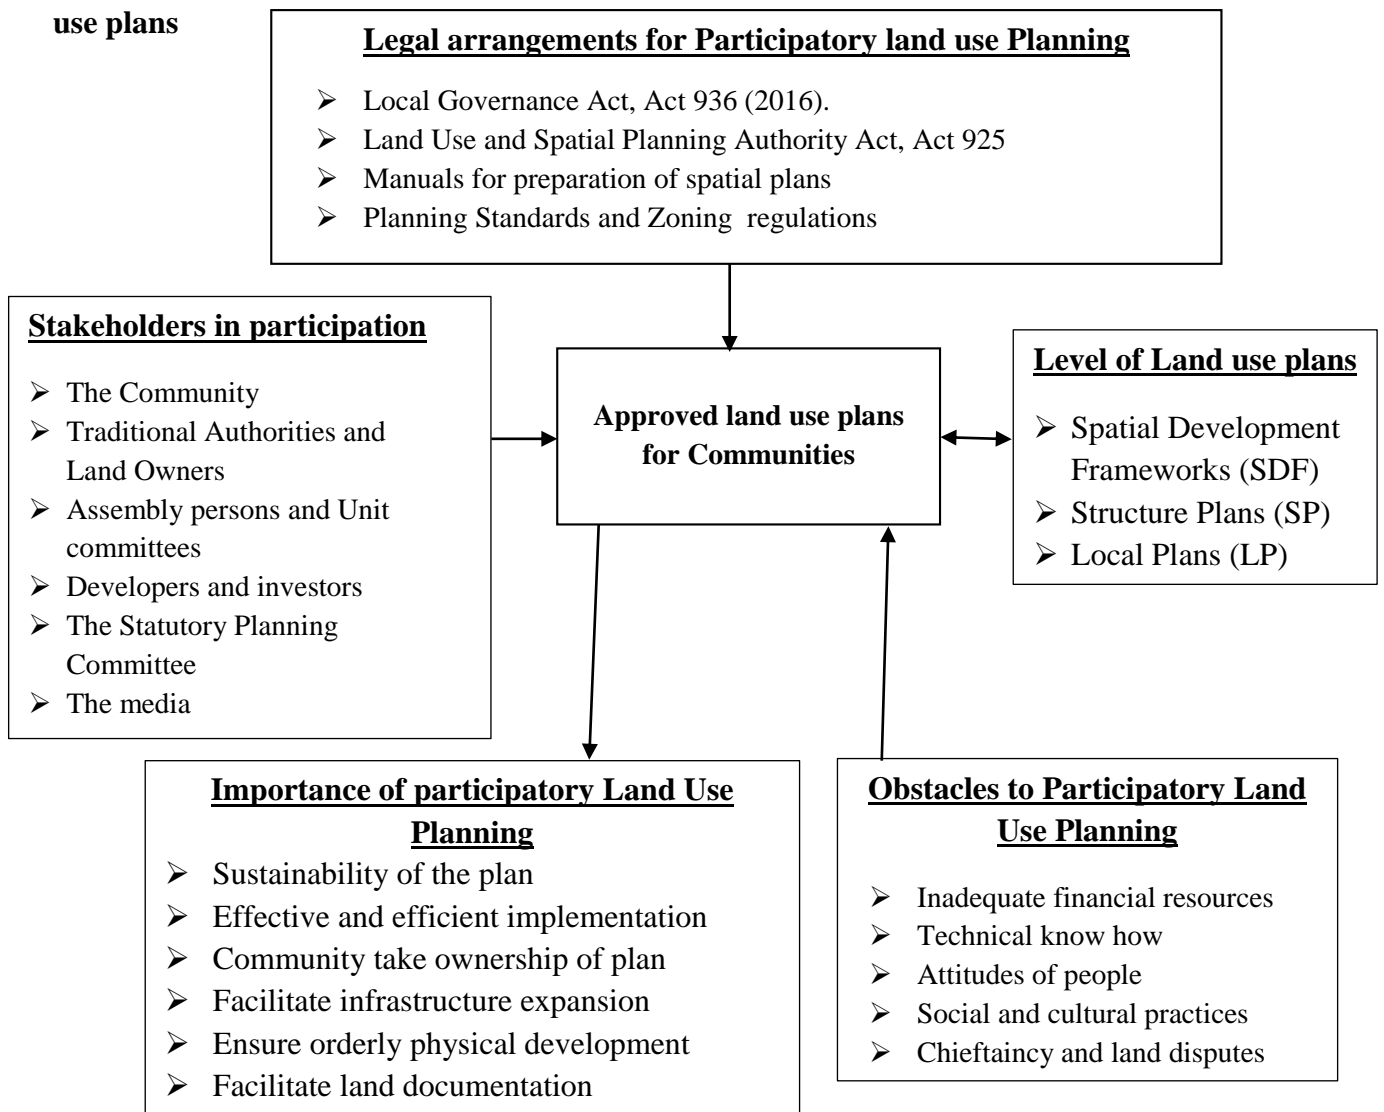 use plans
Legal arrangements for Participatory land use Planning
➢ Local Governance Act, Act 936 (2016).
➢ Land Use and Spatial Planning Authority Act, Act 925
➢ Manuals for preparation of spatial plans
➢ Planning Standards and Zoning regulations
Stakeholders in participation
➢ The Community
➢ Traditional Authorities and
Land Owners
➢ Assembly persons and Unit
committees
➢ Developers and investors
➢ The Statutory Planning
Committee
➢ The media
Approved land use plans
for Communities
Level of Land use plans
➢ Spatial Development
Frameworks (SDF)
➢ Structure Plans (SP)
➢ Local Plans (LP)
Importance of participatory Land Use
Planning
➢ Sustainability of the plan
➢ Effective and efficient implementation
➢ Community take ownership of plan
➢ Facilitate infrastructure expansion
➢ Ensure orderly physical development
➢ Facilitate land documentation
Obstacles to Participatory Land
Use Planning
➢ Inadequate financial resources
➢ Technical know how
➢ Attitudes of people
➢ Social and cultural practices
➢ Chieftaincy and land disputes